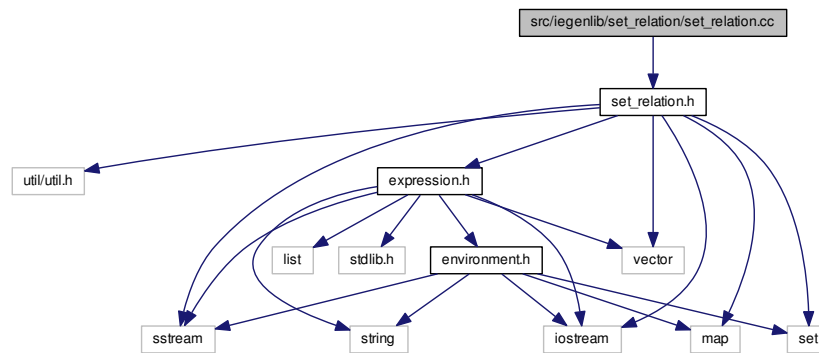 src/iegenlib/set_relation/set_relation.cc
set_relation.h
util/util.h
expression.h
list
stdlib.h
environment.h
vector
sstream
string
iostream
map
set